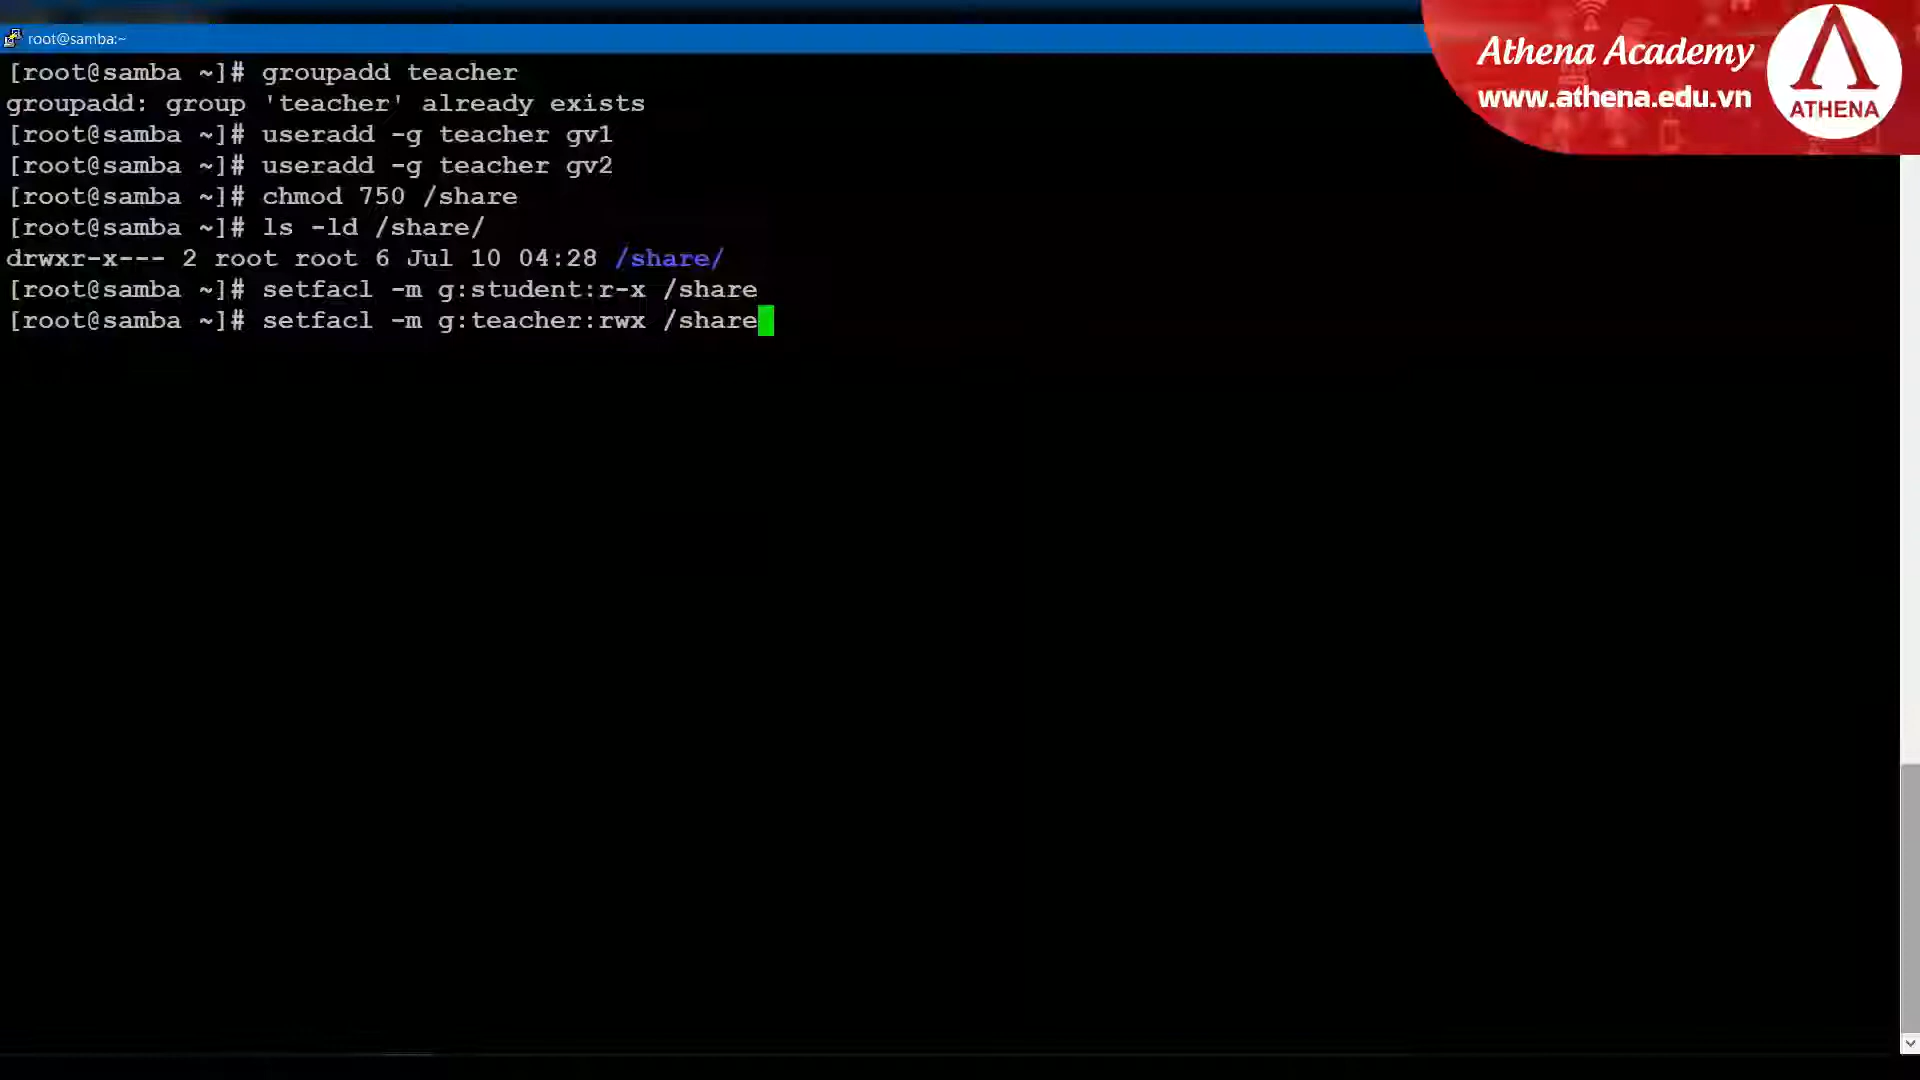 root@samba:~
Athena Academy
www.athena.edu.vn
ATHENA
[root@samba ~]# groupadd teacher
groupadd: group 'teacher' already exists
[root@samba ~]# useradd -g teacher gv1
[root@samba ~]# useradd -g teacher gv2
[root@samba ~]# chmod 750 /share
[root@samba ~]# ls -ld /share/
drwxr-x--- 2 root root 6 Jul 10 04:28 /share/
[root@samba ~]# setfacl -m g:student:r-x /share
[root@samba ~]# setfacl -m g:teacher:rwx /share